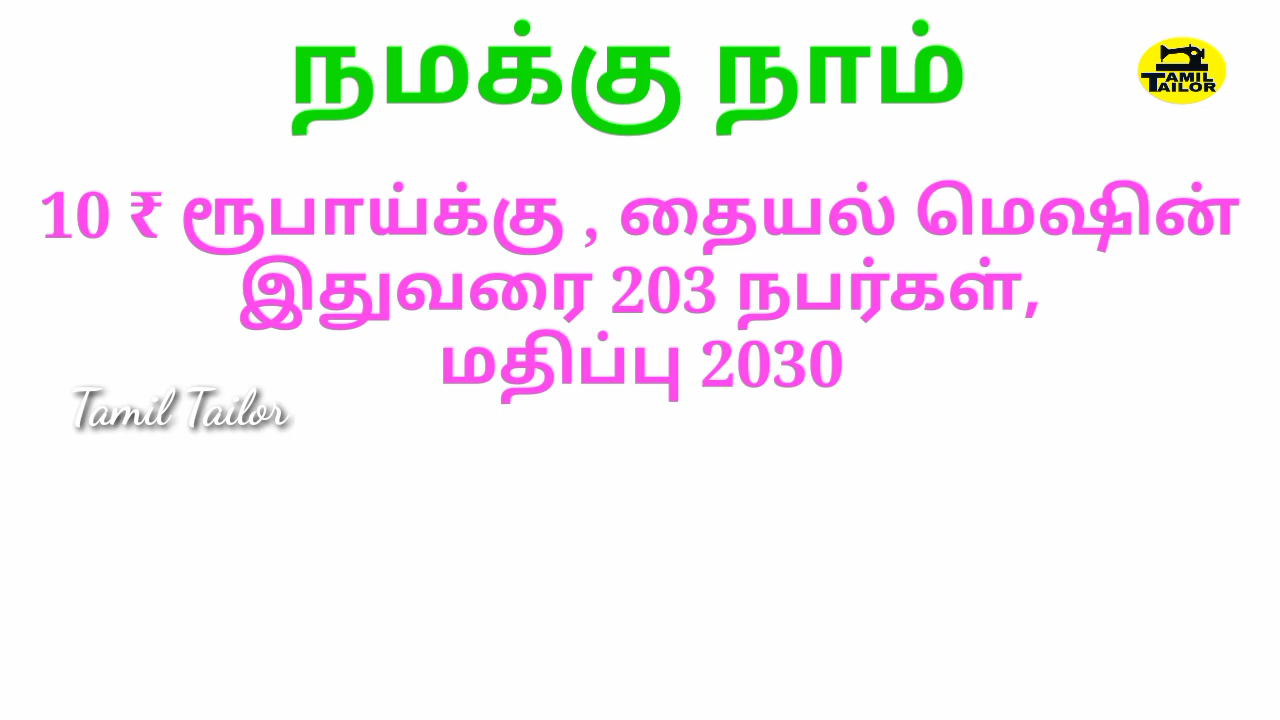 நமக்கு நாம்
TAMIL
TAILOR
10 ₹ ரூபாய்க்கு , தையல் மெஷின்
இதுவரை 203 நபர்கள்,
மதிப்பு 2030
Tamil Tailor